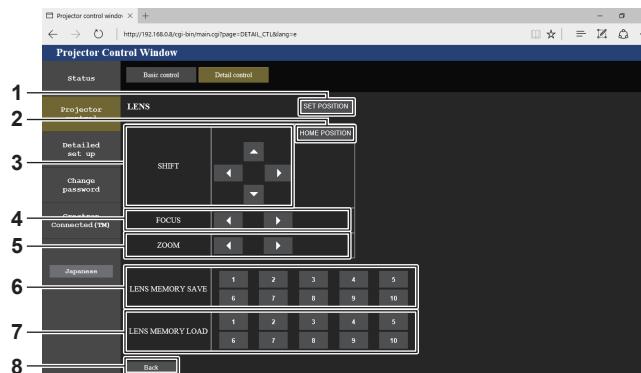 Projector control windov
http://192.168.0.8/cgi-bin/main.cgi?page=DETAIL_CTL&lang=e
Projector Control Window
Status
Basic control
Detail control
1
LENS
SET POSITION
Projector
2
HOME POSITION
Detailed
set up
3
SHIFT
Change
password
4
Connected(TM)
FOCUS
5
ZOOM
Japanese
6
LENS MEMORY SAVE
1 2 3 4 5
6 7 8 9 10
7
LENS MEMORY LOAD
1 2 3 4 5
6 7 8 9 10
8
Back